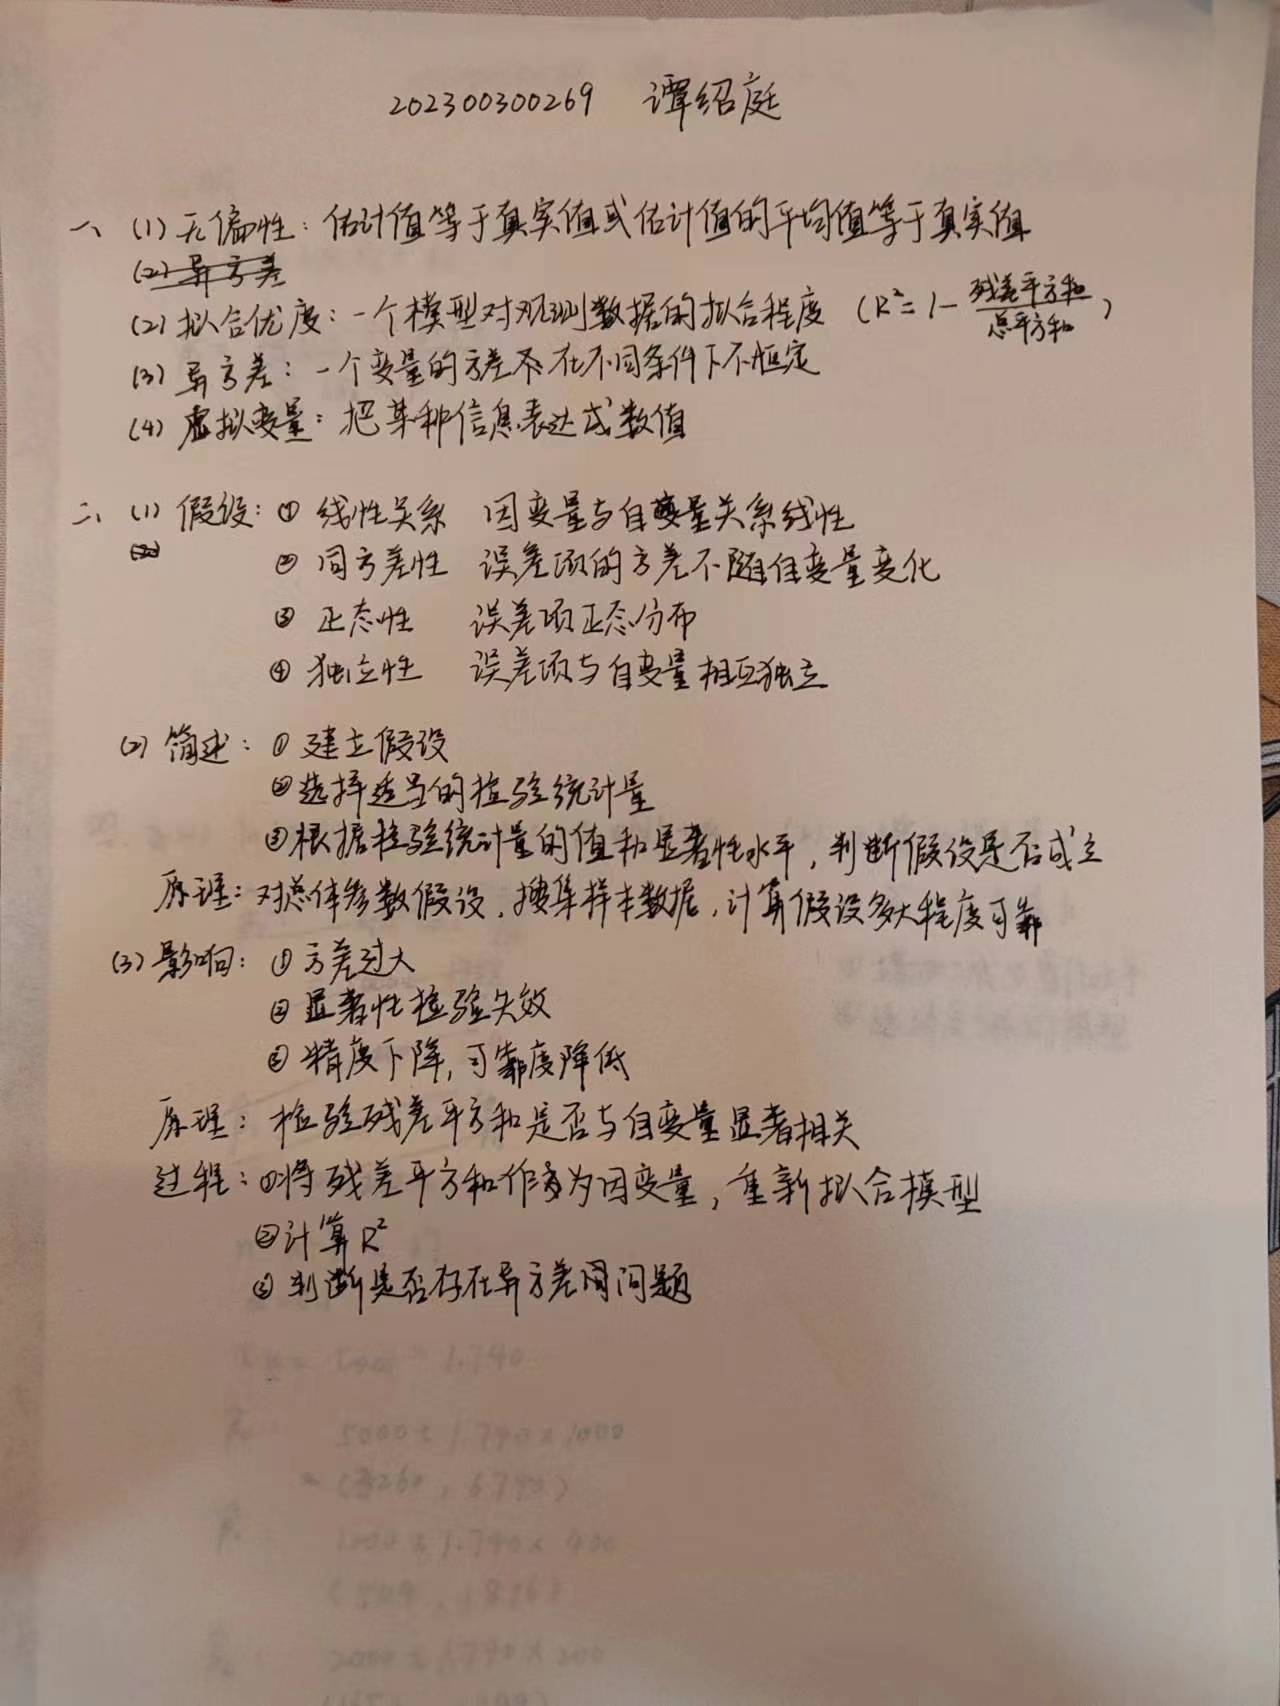 202300300269 谭绍庭
一、(1) 无偏性：估计值等于真实值或估计值的平均值等于真实值
(2) 异方差
(2) 拟合优度：一个模型对观测数据的拟合程度 (R²=1-残差平方和/总平方和)
(3) 异方差：一个变量的方差在不同条件下不恒定
(4) 虚拟变量：把某种信息表达成数值
二、(1) 假设：① 线性关系 因变量与自变量关系线性
② 同方差性 误差项的方差不随自变量变化
③ 正态性 误差项正态分布
④ 独立性 误差项与自变量相互独立
(2) 简述：① 建立假设
②选择适当的检验统计量
③根据检验统计量的值和显著性水平，判断假设是否成立
原理：对总体参数假设，搜集样本数据，计算假设多大程度可靠
(3) 影响：① 方差过大
② 显著性检验失效
③ 精度下降，可靠度降低
原理：检验残差平方和是否与自变量显著相关
过程：①将残差平方和作为因变量，重新拟合模型
②计算R²
③ 判断是否存在异方差问题